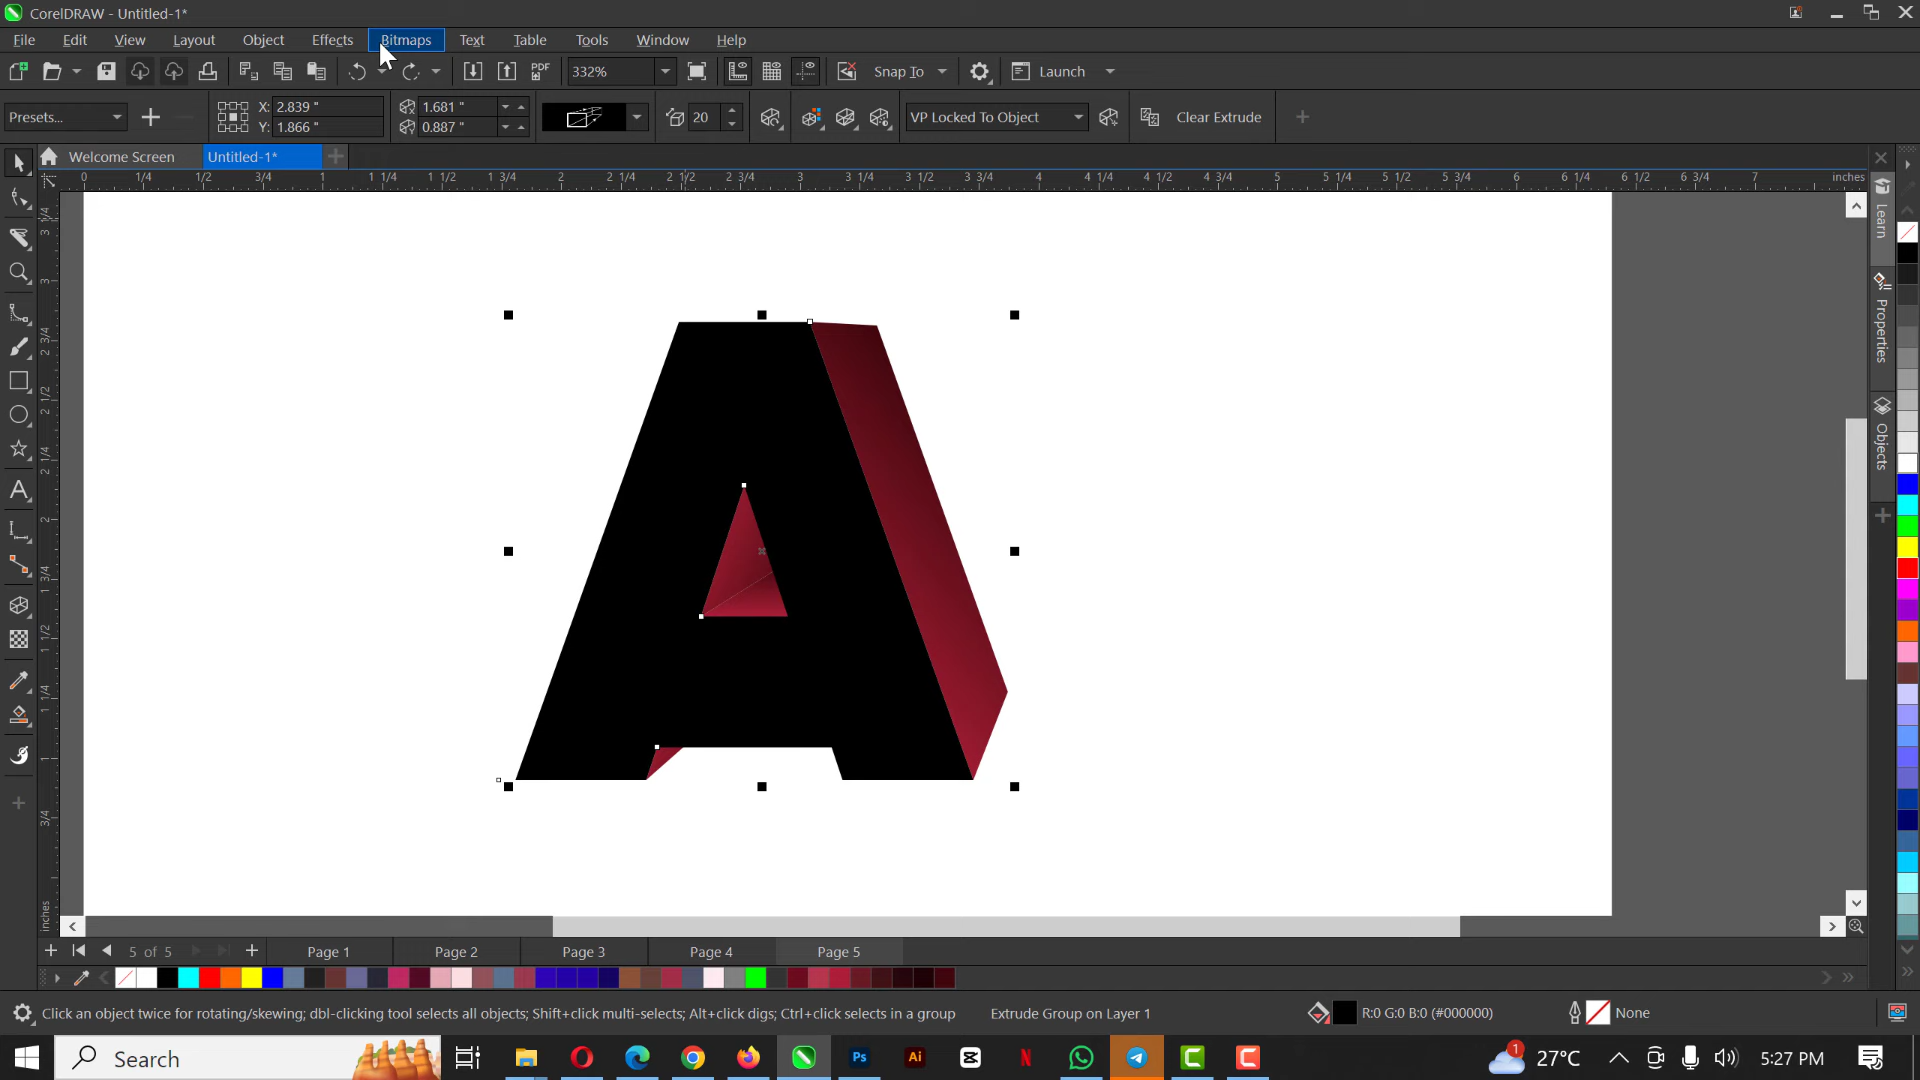 CorelDRAW - Untitled-1*
File Edit View Layout Object Effects Bitmaps Text Table Tools Window Help
PDF 332% Snap To Launch
Presets... X: 2.839 " 1.681 " 20 VP Locked To Object Clear Extrude
Y: 1.866 " 0.887 "
Welcome Screen Untitled-1*
0 1/4 1/2 3/4 1 1 1/4 1 1/2 1 3/4 2 2 1/4 2 1/2 2 3/4 3 3 1/4 3 1/2 3 3/4 4 4 1/4 4 1/2 4 3/4 5 5 1/4 5 1/2 5 3/4 6 6 1/4 6 1/2 6 3/4 7 inches
A
Learn
Properties
Objects
inches
5 of 5 Page 1 Page 2 Page 3 Page 4 Page 5
Click an object twice for rotating/skewing; dbl-clicking tool selects all objects; Shift+click multi-selects; Alt+click digs; Ctrl+click selects in a group Extrude Group on Layer 1 R:0 G:0 B:0 (#000000) None
Search Ps Ai N 1 27°C 5:27 PM